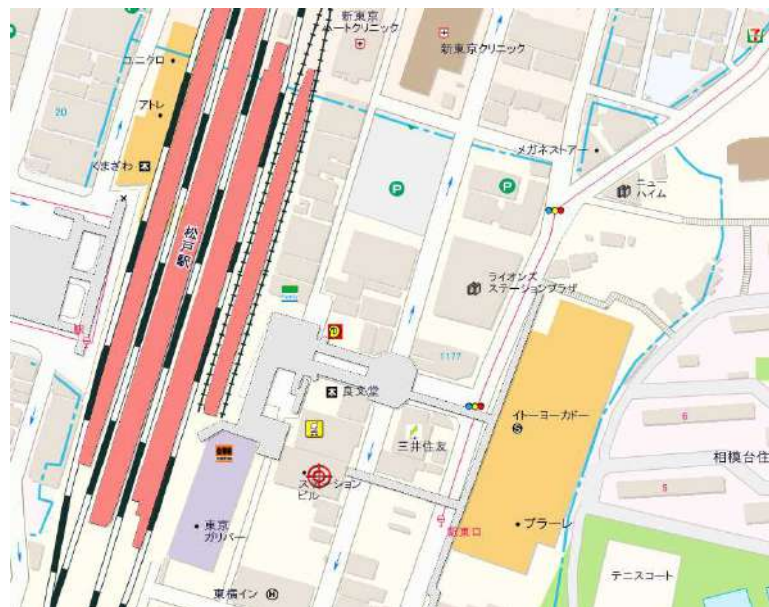 新東京
ハートクリニック
新東京クリニック
ユニクロ
アトレ
20
くまざわ
メガネストアー
P
P
ニュー
ハイム
松戸駅
ライオンズ
ステーションプラザ
1177
良文堂
三井住友
イトーヨーカドー
S
6
相模台住
5
ステーション
ビル
東京
ガリバー
新東口
プラーレ
テニスコート
東横イン
H